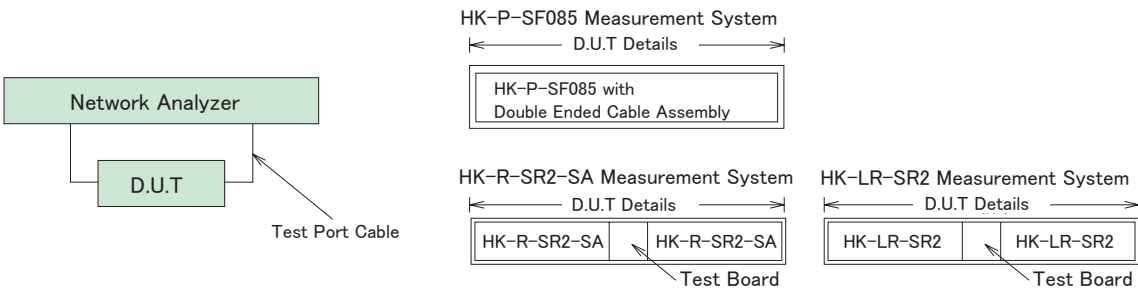 Network Analyzer
D.U.T
Test Port Cable
HK-P-SF085 Measurement System
D.U.T Details
HK-P-SF085 with
Double Ended Cable Assembly
HK-R-SR2-SA Measurement System
D.U.T Details
HK-R-SR2-SA HK-R-SR2-SA
Test Board
HK-LR-SR2 Measurement System
D.U.T Details
HK-LR-SR2 HK-LR-SR2
Test Board